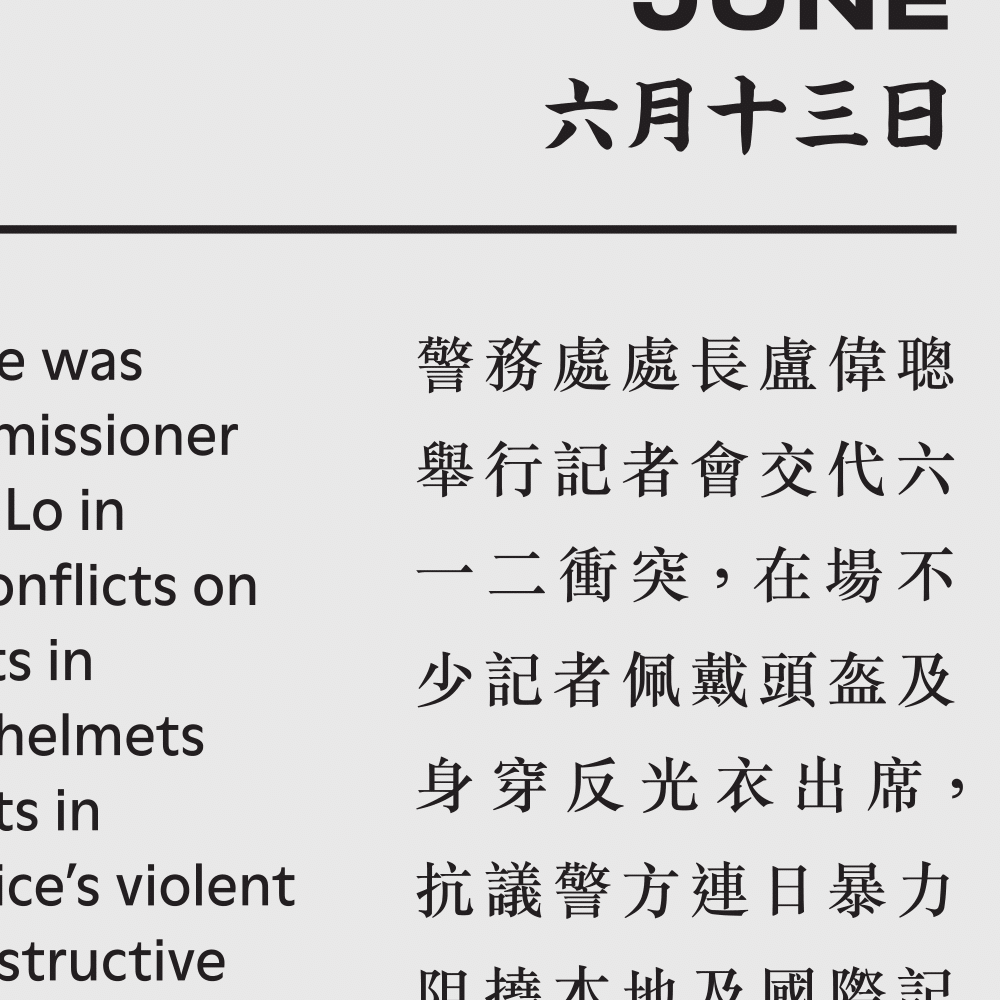 JUNE
六月十三日
e was
missioner
Lo in
onflicts on
ts in
helmets
ts in
ice’s violent
structive
警務處處長盧偉聰
舉行記者會交代六
一二衝突，在場不
少記者佩戴頭盔及
身穿反光衣出席，
抗議警方連日暴力
阻撓本地及國際記